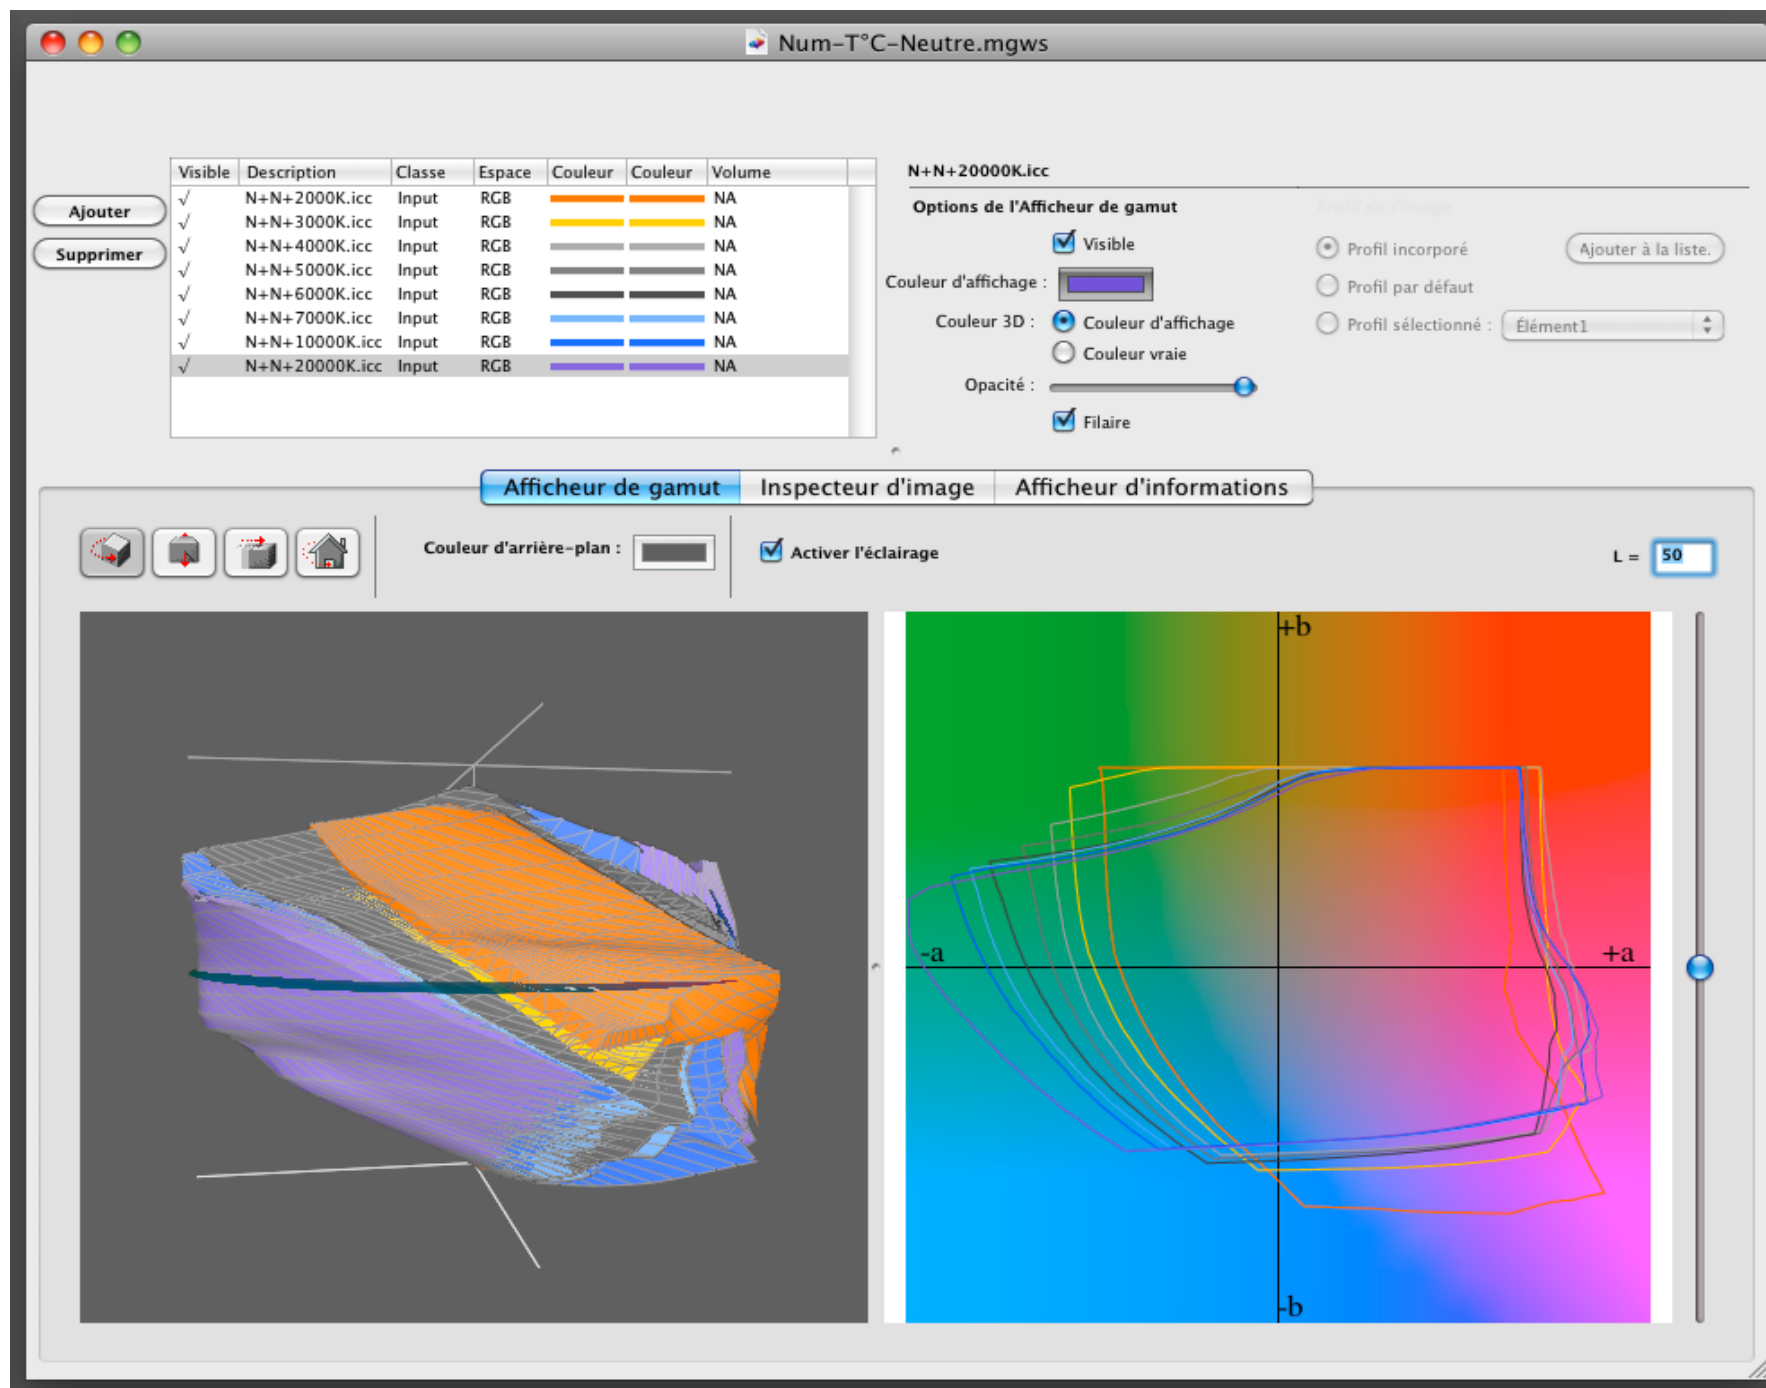 Num-T°C-Neutre.mgws
Ajouter
Supprimer
Visible Description Classe Espace Couleur Couleur Volume
√ N+N+2000K.icc Input RGB NA
√ N+N+3000K.icc Input RGB NA
√ N+N+4000K.icc Input RGB NA
√ N+N+5000K.icc Input RGB NA
√ N+N+6000K.icc Input RGB NA
√ N+N+7000K.icc Input RGB NA
√ N+N+10000K.icc Input RGB NA
√ N+N+20000K.icc Input RGB NA
N+N+20000K.icc
Options de l'Afficheur de gamut
Visible
Couleur d'affichage :
Couleur 3D : Couleur d'affichage
Couleur vraie
Opacité :
Filaire
Profil de l'image
Profil incorporé Ajouter à la liste.
Profil par défaut
Profil sélectionné : Élément1
Afficheur de gamut Inspecteur d'image Afficheur d'informations
Couleur d'arrière-plan : Activer l'éclairage L = 50
+b
-a +a
-b